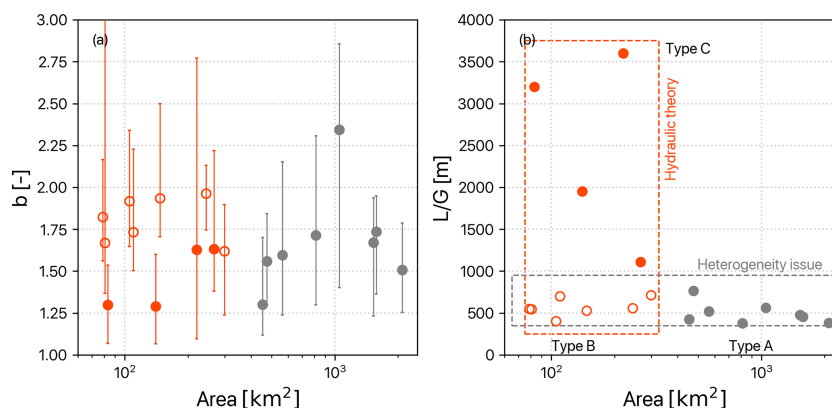 (a)
3.00
2.75
2.50
2.25
2.00
1.75
1.50
1.25
1.00
b [-]
10²
10³
Area [km²]
(b)
4000
3500
3000
2500
2000
1500
1000
500
0
L/G [m]
Type C
Hydraulic theory
Heterogeneity issue
Type B
Type A
10²
10³
Area [km²]